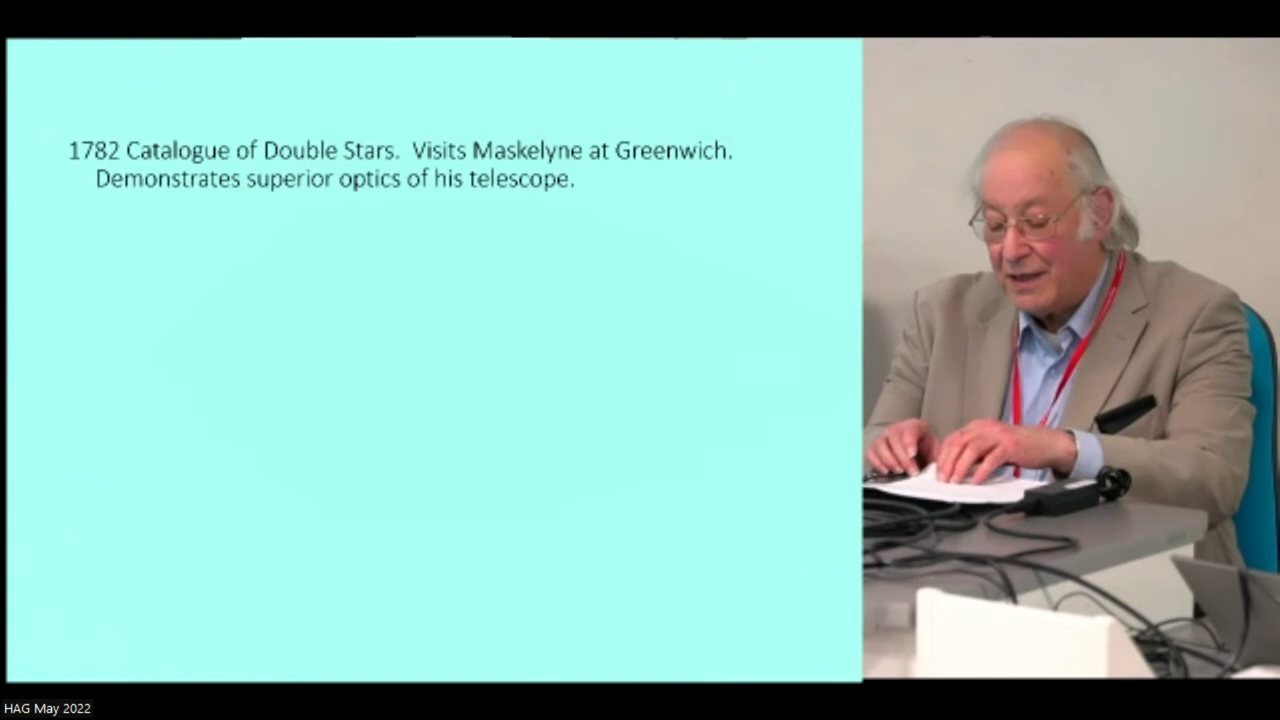 1782 Catalogue of Double Stars. Visits Maskelyne at Greenwich.
Demonstrates superior optics of his telescope.
HAG May 2022